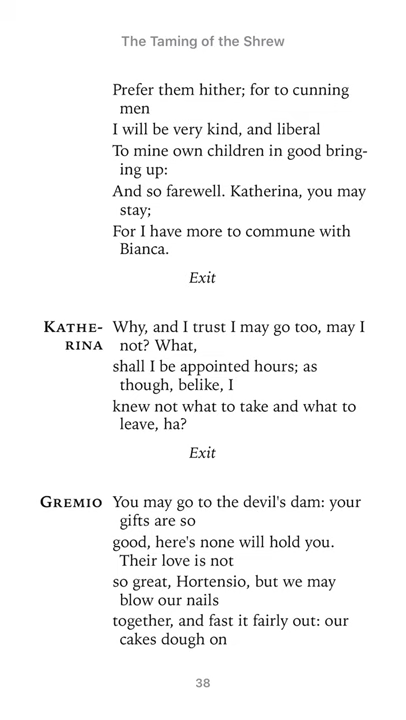 The Taming of the Shrew
Prefer them hither; for to cunning
men
I will be very kind, and liberal
To mine own children in good bring-
ing up:
And so farewell. Katherina, you may
stay;
For I have more to commune with
Bianca.
Exit
KATHE- Why, and I trust I may go too, may I
RINA not? What,
shall I be appointed hours; as
though, belike, I
knew not what to take and what to
leave, ha?
Exit
GREMIO You may go to the devil's dam: your
gifts are so
good, here's none will hold you.
Their love is not
so great, Hortensio, but we may
blow our nails
together, and fast it fairly out: our
cakes dough on
38